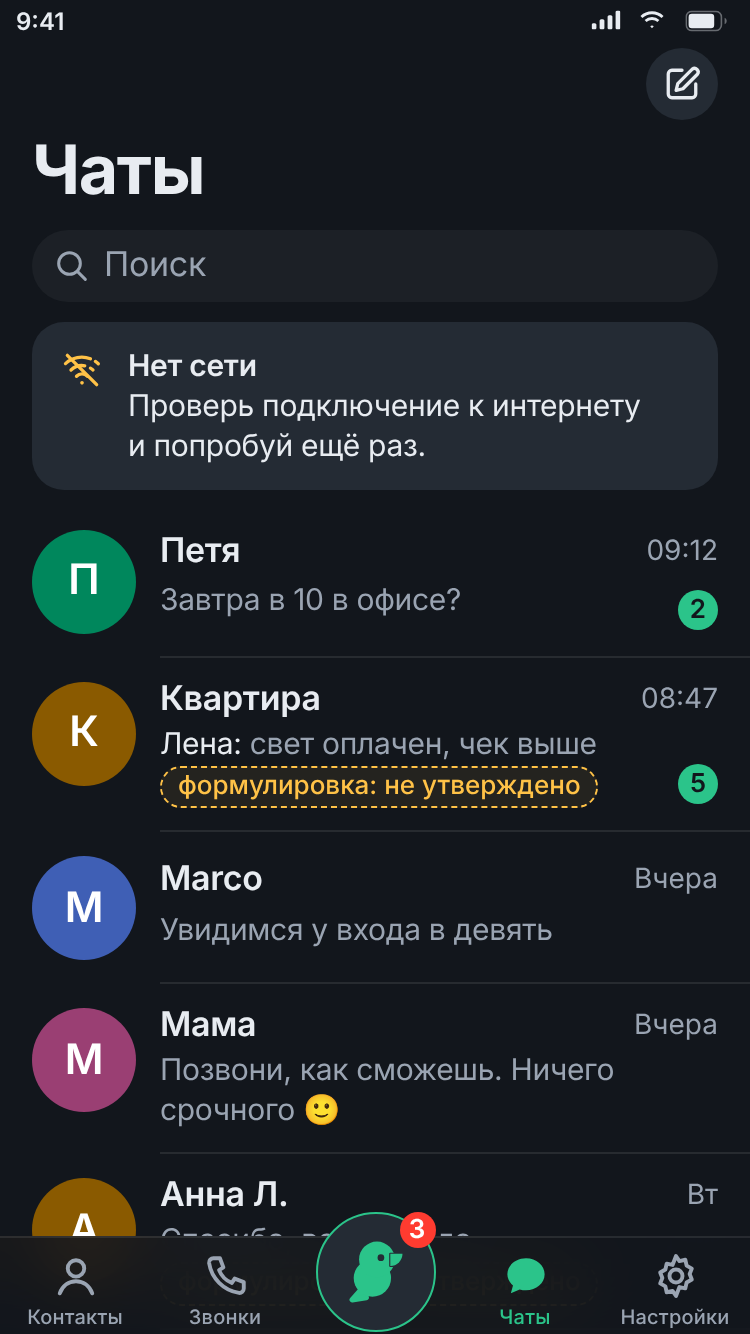 9:41
Чаты
Поиск
Нет сети
Проверь подключение к интернету
и попробуй ещё раз.
П
Петя
09:12
Завтра в 10 в офисе?
2
К
Квартира
08:47
Лена: свет оплачен, чек выше
формулировка: не утверждено
5
М
Marco
Вчера
Увидимся у входа в девять
М
Мама
Вчера
Позвони, как сможешь. Ничего
срочного 🙂
А
Анна Л.
Вт
3
Контакты
Звонки
Чаты
Настройки